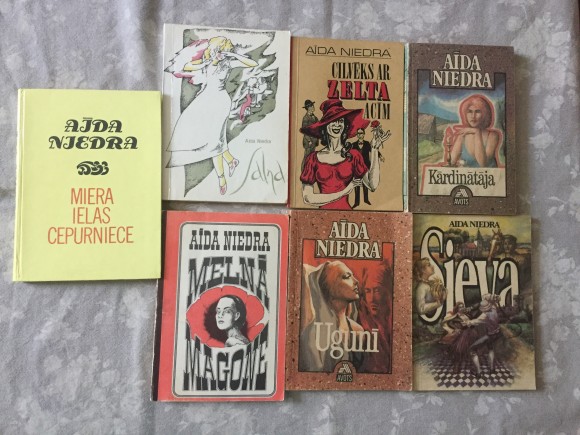 AĪDA
NIEDRA
MIERA
IELAS
CEPURNIECE
Aīda Niedra
Salna
AĪDA NIEDRA
CILVĒKS AR
ZELTA
ACĪM
AĪDA
NIEDRA
Kārdinātāja
AVOTS
AĪDA NIEDRA
MELNĀ
MAGONE
AĪDA
NIEDRA
Ugunī
AVOTS
AĪDA NIEDRA
Sieva